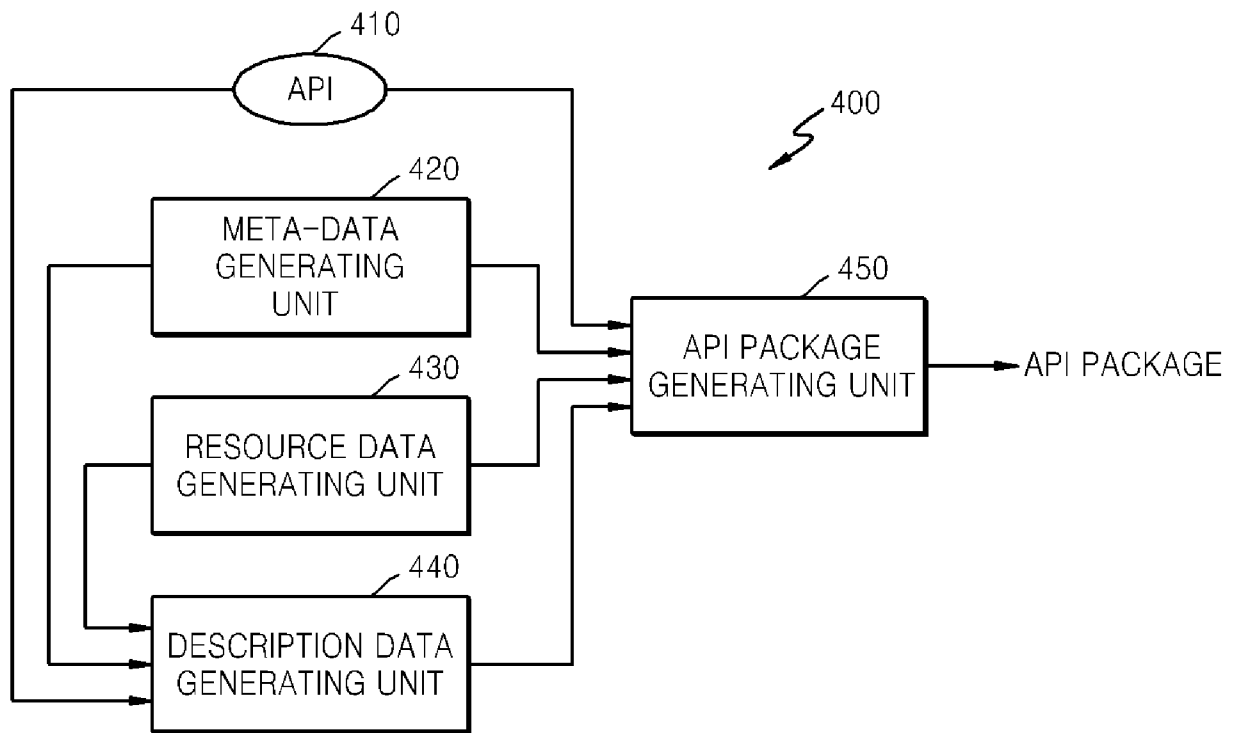 410
API
400
420
META-DATA
GENERATING
UNIT
450
API PACKAGE
GENERATING UNIT
API PACKAGE
430
RESOURCE DATA
GENERATING UNIT
440
DESCRIPTION DATA
GENERATING UNIT